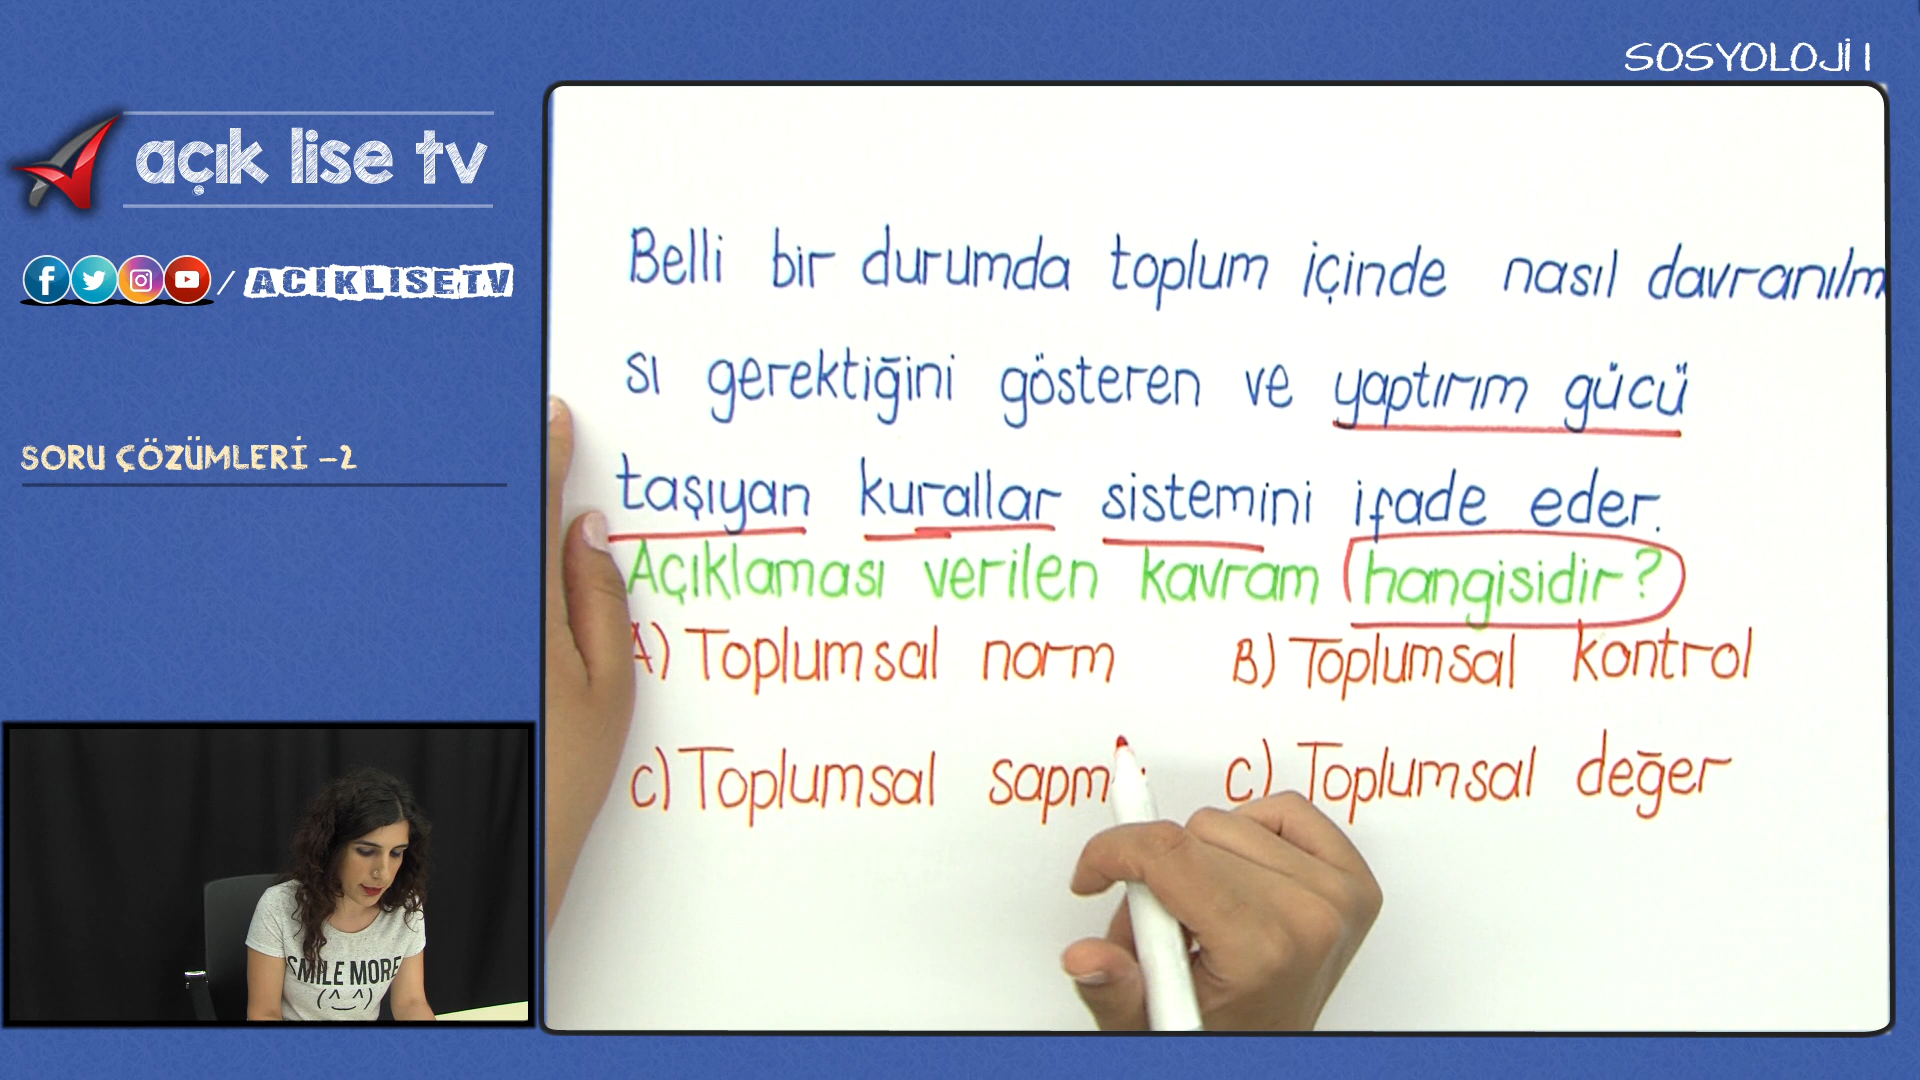 SOSYOLOJİ 1
açık lise tv
/ ACIKLISETV
SORU ÇÖZÜMLERİ -2
Belli bir durumda toplum içinde nasıl davranılm
sı gerektiğini gösteren ve yaptırım gücü
taşıyan kurallar sistemini ifade eder.
Açıklaması verilen kavram hangisidir?
A) Toplumsal norm B) Toplumsal kontrol
c) Toplumsal sapm c) Toplumsal değer
SMILE MORE
(^_^)